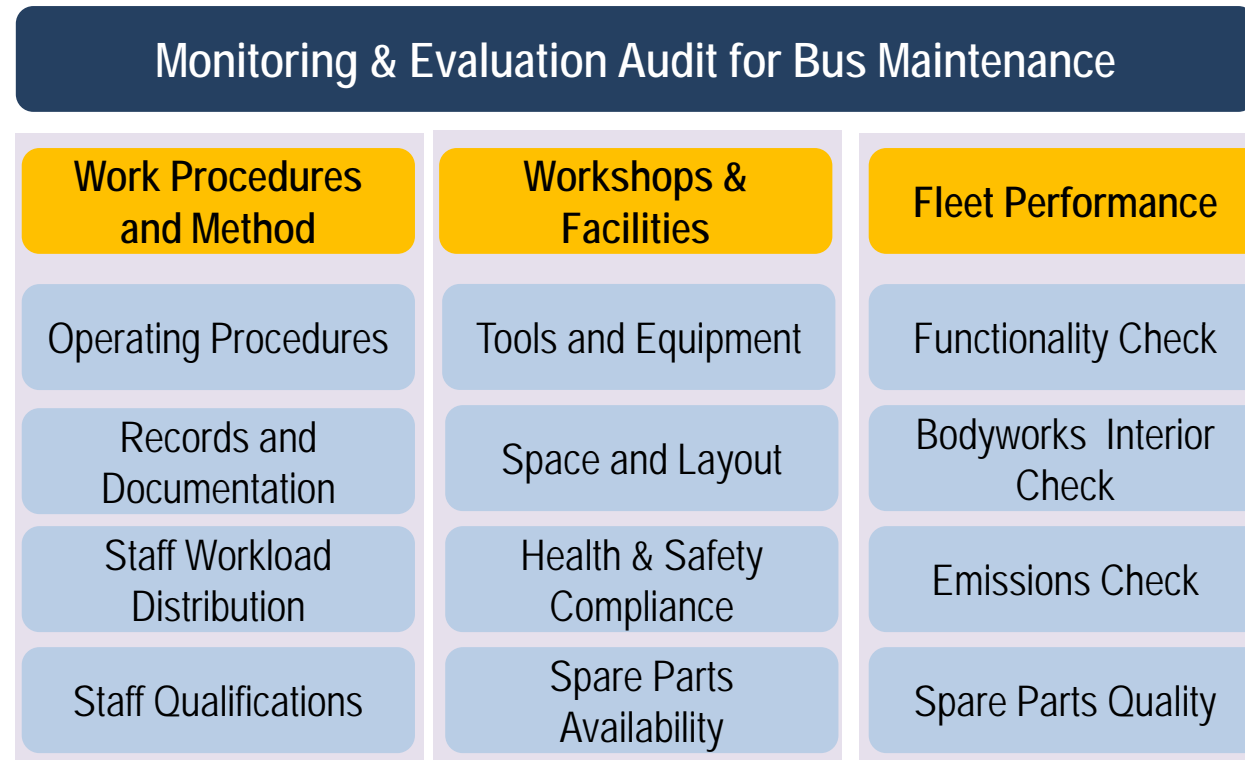 Monitoring & Evaluation Audit for Bus Maintenance
Work Procedures
and Method
Operating Procedures
Records and
Documentation
Staff Workload
Distribution
Staff Qualifications
Workshops &
Facilities
Tools and Equipment
Space and Layout
Health & Safety
Compliance
Spare Parts
Availability
Fleet Performance
Functionality Check
Bodyworks  Interior
Check
Emissions Check
Spare Parts Quality